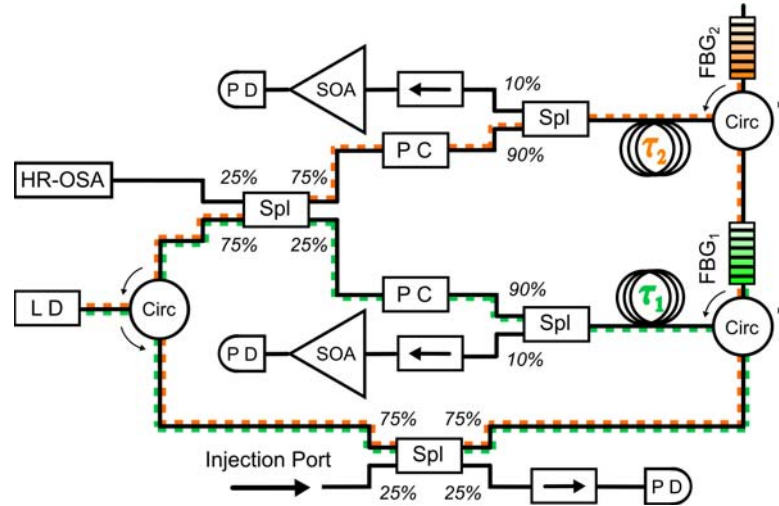 FBG2
10%
P D
SOA
Spl
Circ
P C
90%
τ2
HR-OSA
25%
75%
Spl
75%
25%
FBG1
L D
Circ
P C
90%
τ1
Spl
Circ
P D
SOA
10%
75%
75%
Injection Port
Spl
25%
25%
P D